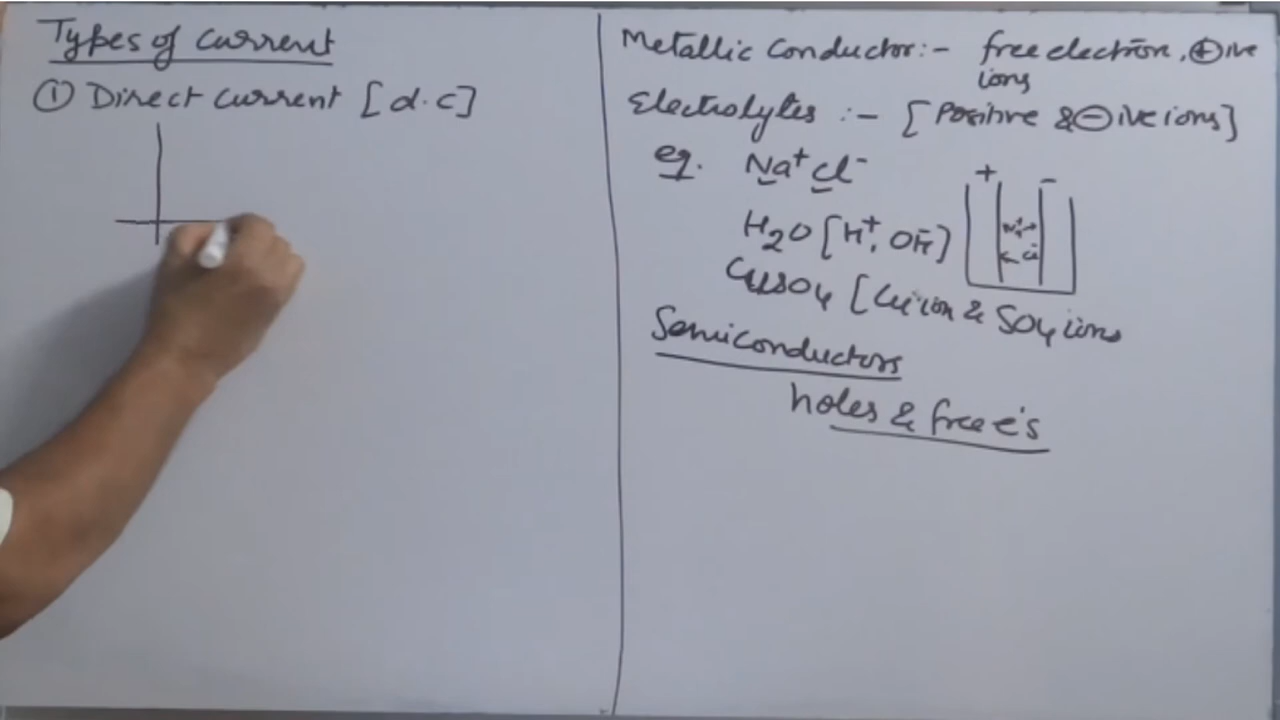 Types of current
① Direct current [d.c]
Metallic Conductor:- free electron, ⊕ive
ions
Electrolytes :- [Positive & ⊖ive ions]
eg. Na⁺Cl⁻
+ -
H₂O [H⁺, OH⁻]
CuSO₄ [Cu ion & SO₄ ions
Semiconductors
holes & free e⁻'s